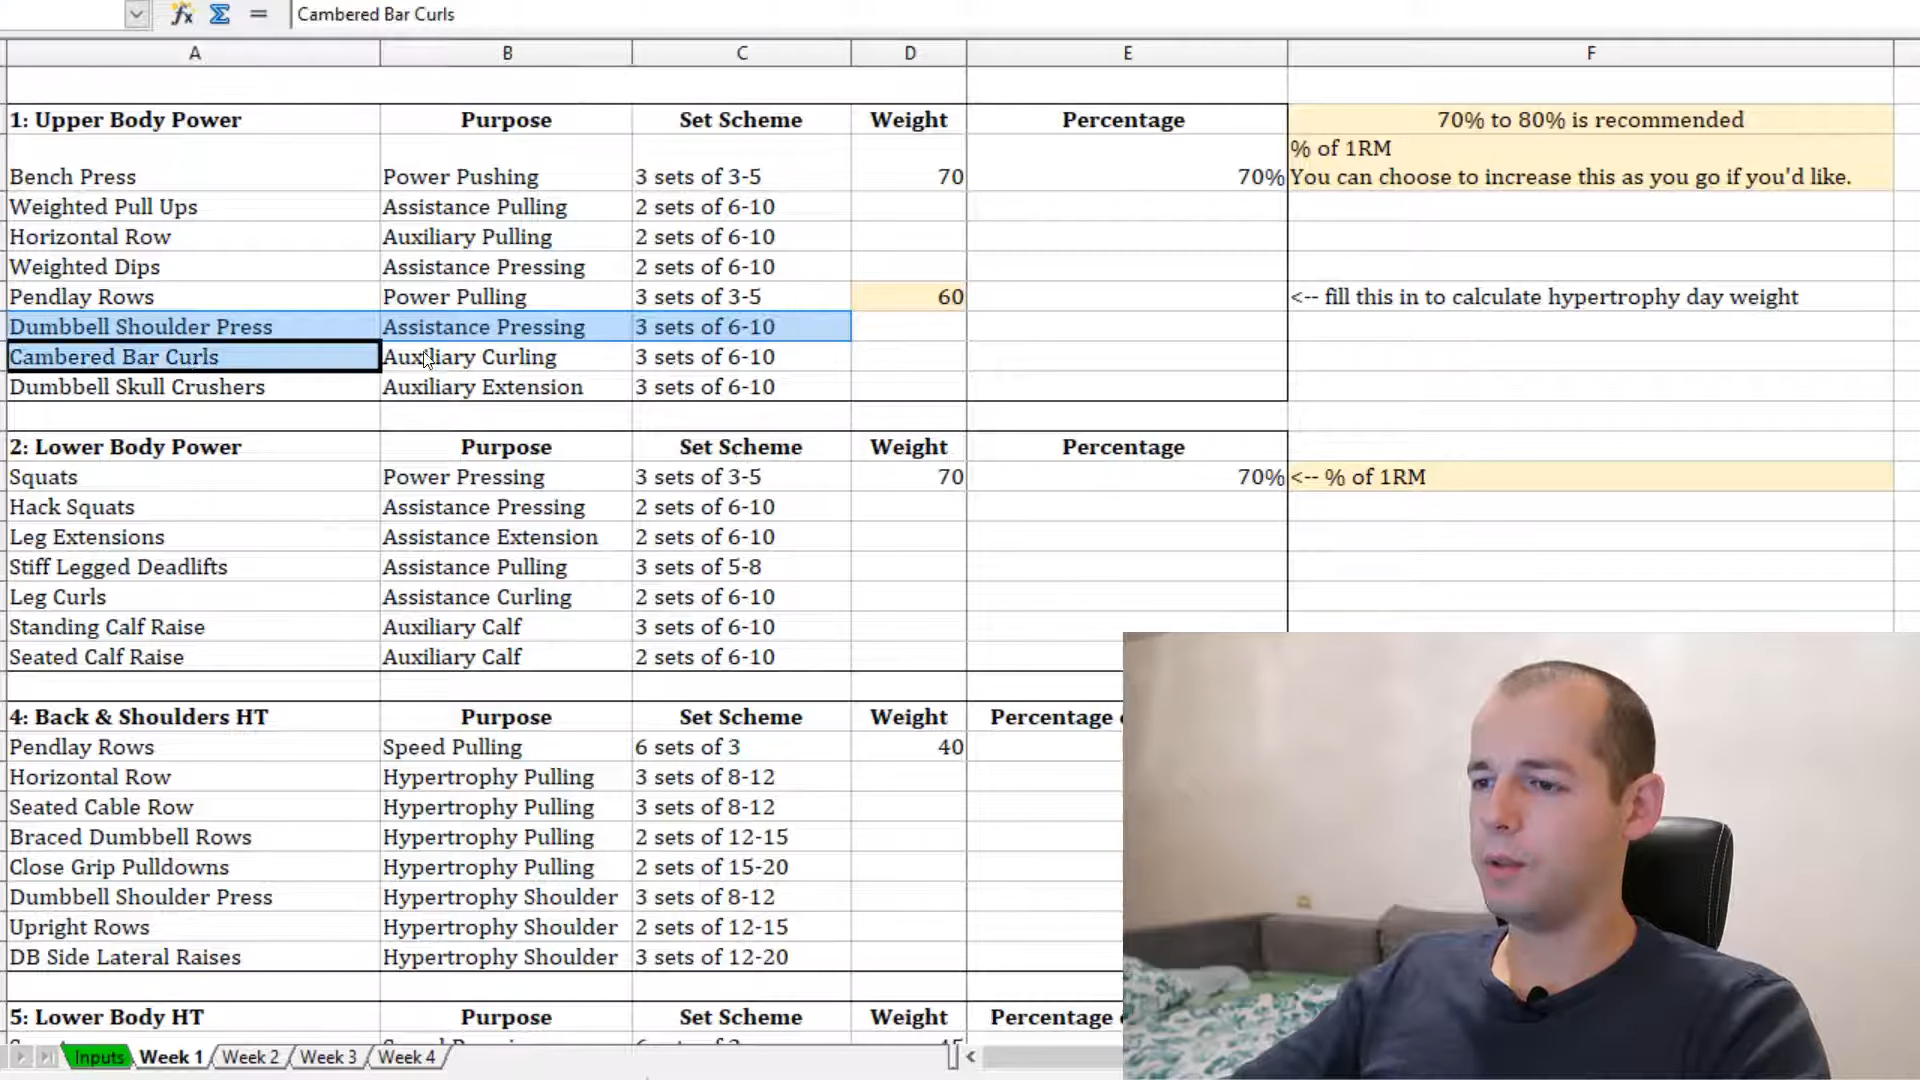 Cambered Bar Curls
A B C D E F
1: Upper Body Power Purpose Set Scheme Weight Percentage 70% to 80% is recommended
% of 1RM
Bench Press Power Pushing 3 sets of 3-5 70 70% You can choose to increase this as you go if you'd like.
Weighted Pull Ups Assistance Pulling 2 sets of 6-10
Horizontal Row Auxiliary Pulling 2 sets of 6-10
Weighted Dips Assistance Pressing 2 sets of 6-10
Pendlay Rows Power Pulling 3 sets of 3-5 60 <-- fill this in to calculate hypertrophy day weight
Dumbbell Shoulder Press Assistance Pressing 3 sets of 6-10
Cambered Bar Curls Auxiliary Curling 3 sets of 6-10
Dumbbell Skull Crushers Auxiliary Extension 3 sets of 6-10
2: Lower Body Power Purpose Set Scheme Weight Percentage
Squats Power Pressing 3 sets of 3-5 70 70% <-- % of 1RM
Hack Squats Assistance Pressing 2 sets of 6-10
Leg Extensions Assistance Extension 2 sets of 6-10
Stiff Legged Deadlifts Assistance Pulling 3 sets of 5-8
Leg Curls Assistance Curling 2 sets of 6-10
Standing Calf Raise Auxiliary Calf 3 sets of 6-10
Seated Calf Raise Auxiliary Calf 2 sets of 6-10
4: Back & Shoulders HT Purpose Set Scheme Weight Percentage
Pendlay Rows Speed Pulling 6 sets of 3 40
Horizontal Row Hypertrophy Pulling 3 sets of 8-12
Seated Cable Row Hypertrophy Pulling 3 sets of 8-12
Braced Dumbbell Rows Hypertrophy Pulling 2 sets of 12-15
Close Grip Pulldowns Hypertrophy Pulling 2 sets of 15-20
Dumbbell Shoulder Press Hypertrophy Shoulder 3 sets of 8-12
Upright Rows Hypertrophy Shoulder 2 sets of 12-15
DB Side Lateral Raises Hypertrophy Shoulder 3 sets of 12-20
5: Lower Body HT Purpose Set Scheme Weight Percentage
Inputs Week 1 Week 2 Week 3 Week 4